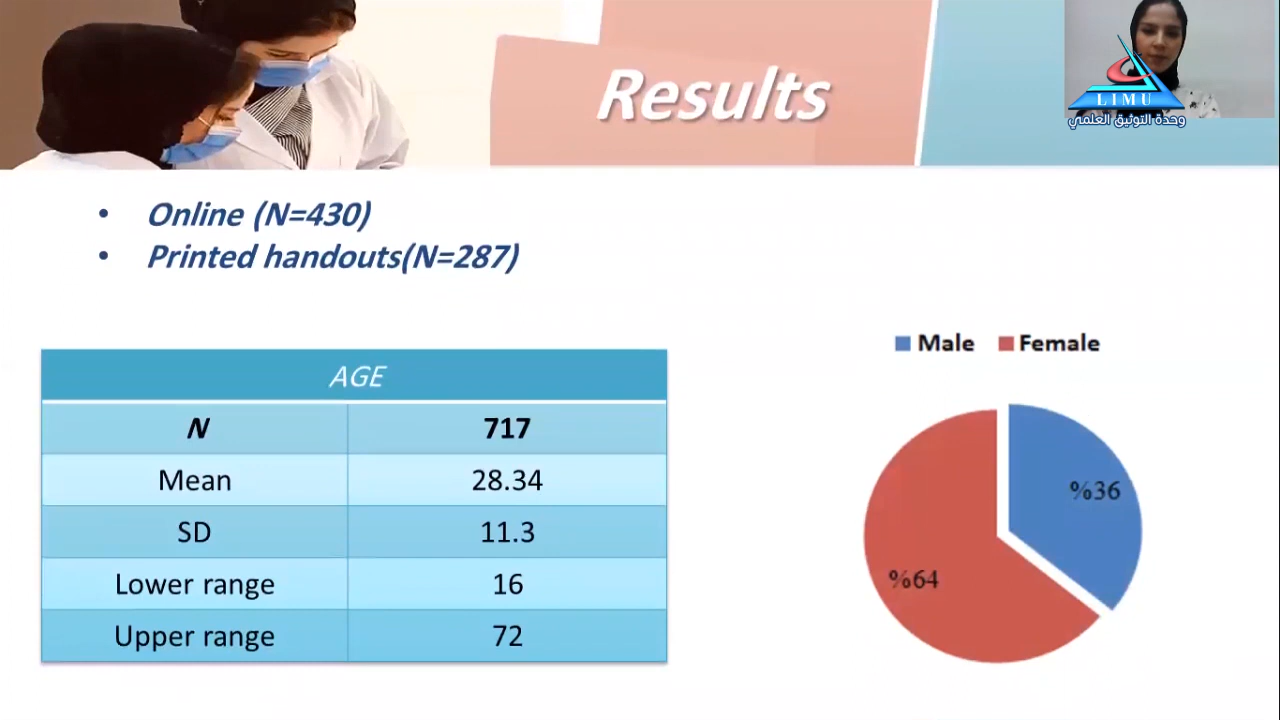 Results
LIMU
وحدة التوثيق العلمي
• Online (N=430)
• Printed handouts(N=287)
AGE
N 717
Mean 28.34
SD 11.3
Lower range 16
Upper range 72
Male Female
%36
%64